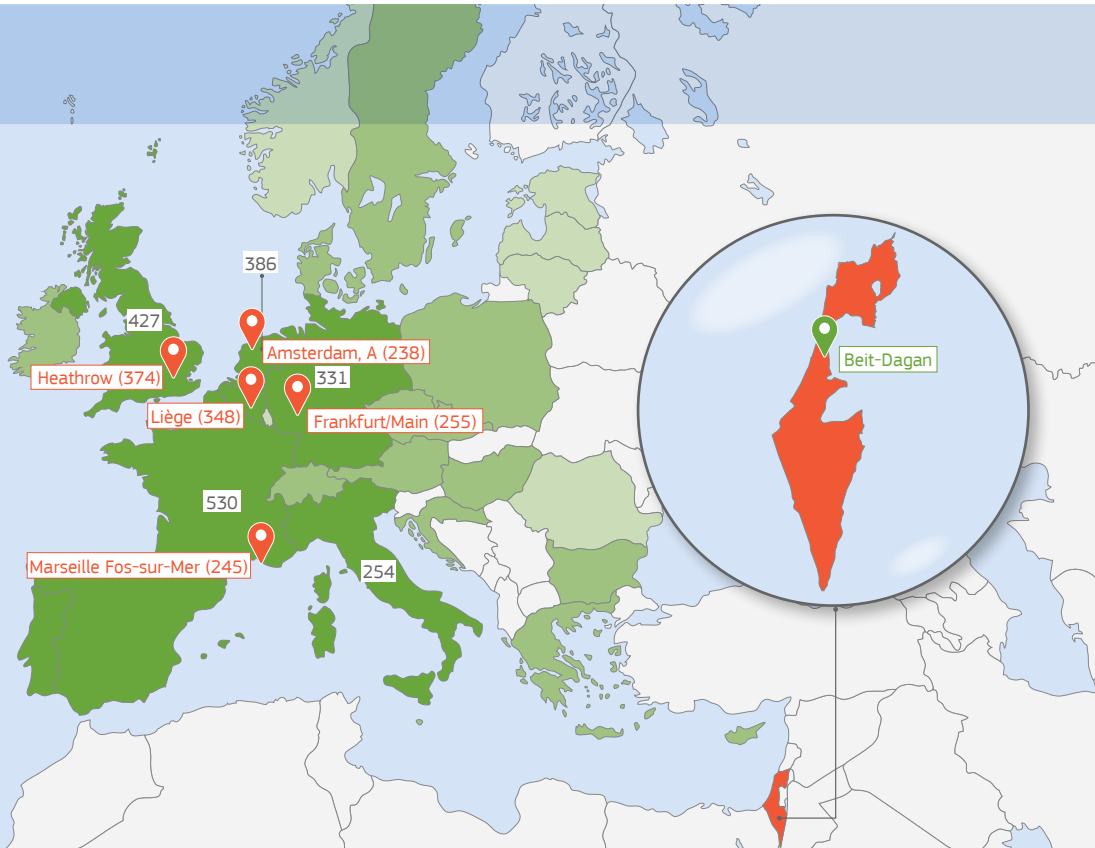 386
427
Amsterdam, A (238)
Beit-Dagan
Heathrow (374)
331
Liège (348)
Frankfurt/Main (255)
530
Marseille Fos-sur-Mer (245)
254